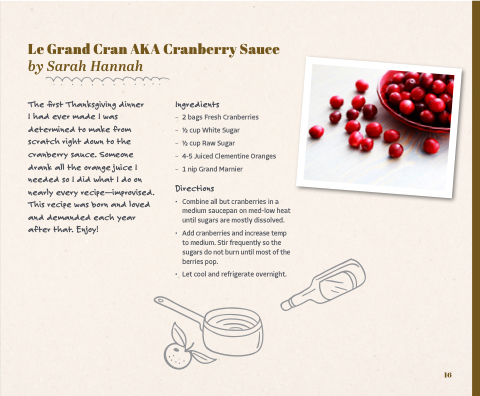 Le Grand Cran AKA Cranberry Sauce
by Sarah Hannah
The first Thanksgiving dinner
I had ever made I was
determined to make from
scratch right down to the
cranberry sauce. Someone
drank all the orange juice I
needed so I did what I do on
nearly every recipe—improvised.
This recipe was born and loved
and demanded each year
after that. Enjoy!
Ingredients
– 2 bags Fresh Cranberries
– ½ cup White Sugar
– ½ cup Raw Sugar
– 4-5 Juiced Clementine Oranges
– 1 nip Grand Marnier
Directions
• Combine all but cranberries in a
medium saucepan on med-low heat
until sugars are mostly dissolved.
• Add cranberries and increase temp
to medium. Stir frequently so the
sugars do not burn until most of the
berries pop.
• Let cool and refrigerate overnight.
16